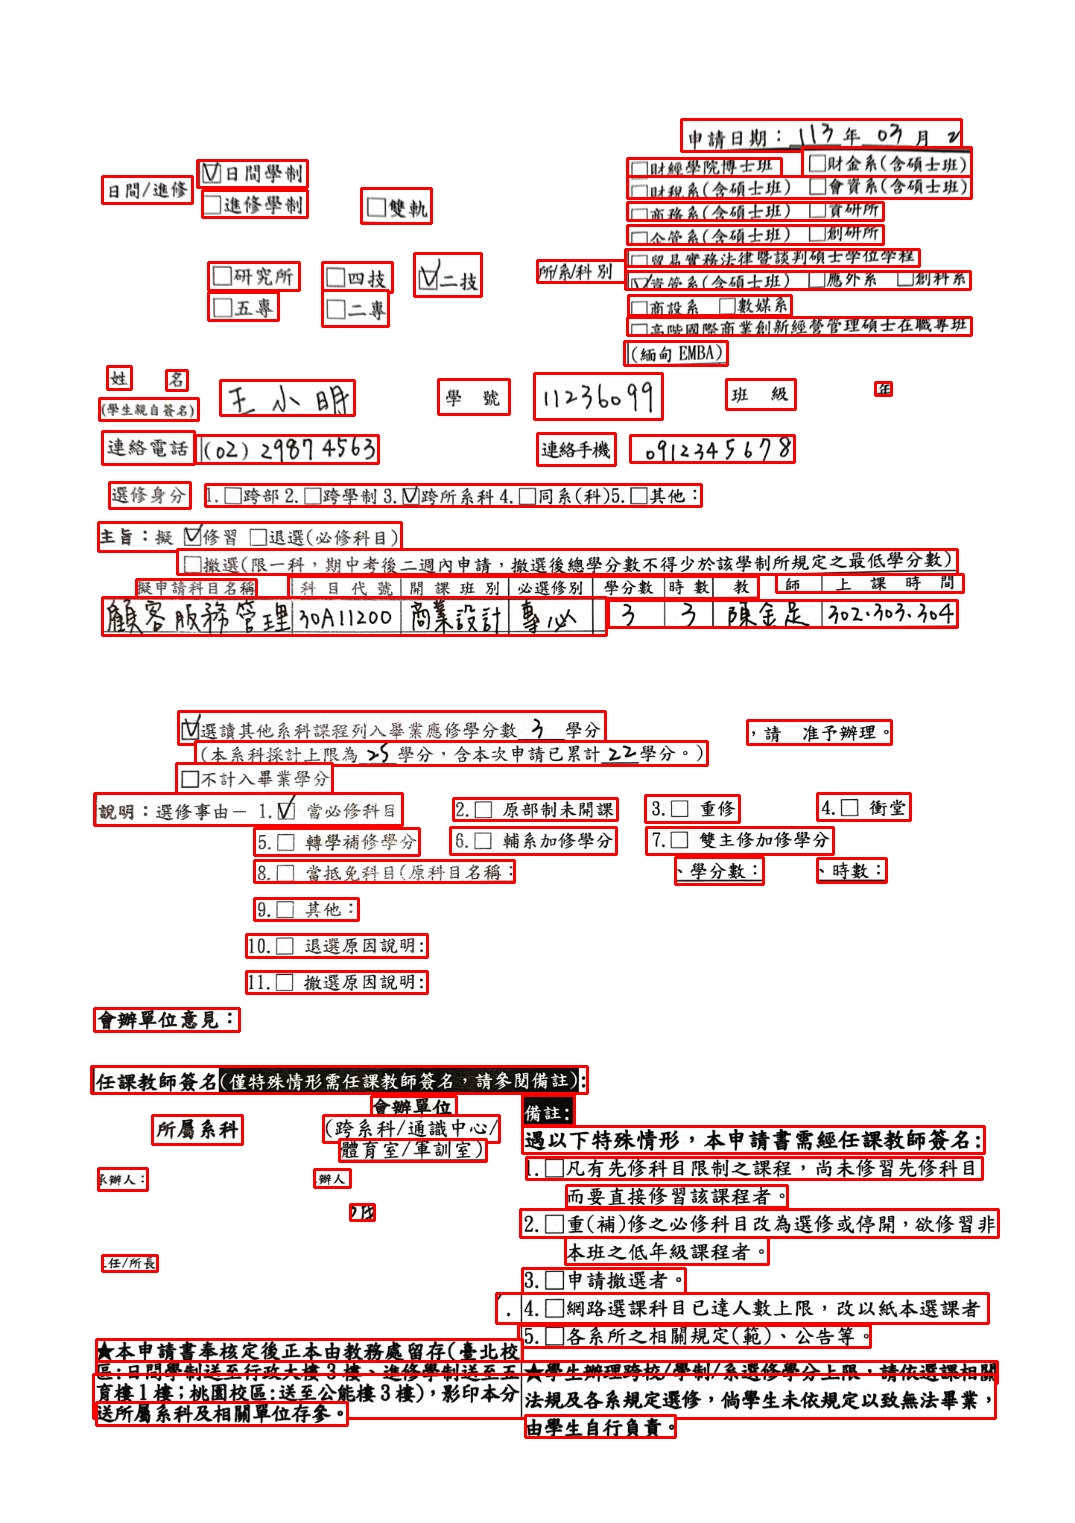 申請日期：113年03月2
日間/進修 ☑日間學制 □財經學院博士班 □財金系(含碩士班)
□進修學制 □雙軌 □財稅系(含碩士班) □會資系(含碩士班)
□商務系(含碩士班) □資研所
□企管系(含碩士班) □創研所
□研究所 □四技 ☑二技 所/系/科別 □貿易實務法律暨談判碩士學位學程
☑資管系(含碩士班) □應外系 □創科系
□五專 □二專 □商設系 □數媒系
□高階國際商業創新經營管理碩士在職專班
(緬甸EMBA)
姓 名 王小明 學 號 11236099 班 級 年
(學生親自簽名)
連絡電話 (02) 29874563 連絡手機 0912345678
選修身分 1.□跨部 2.□跨學制 3.☑跨所系科 4.□同系(科)5.□其他：
主旨：擬 ☑修習 □退選(必修科目)
□撤選(限一科，期中考後二週內申請，撤選後總學分數不得少於該學制所規定之最低學分數)
擬申請科目名稱 科目代號 開課班別 必選修別 學分數 時數 教 師 上課時間
顧客服務管理 30A11200 商業設計 專必 3 3 陳金足 302.303.304
☑選讀其他系科課程列入畢業應修學分數 3 學分 ，請 准予辦理。
(本系科採計上限為 25 學分，含本次申請已累計 22 學分。)
□不計入畢業學分
說明：選修事由－ 1.☑ 當必修科目 2.□ 原部制未開課 3.□ 重修 4.□ 衝堂
5.□ 轉學補修學分 6.□ 輔系加修學分 7.□ 雙主修加修學分
8.□ 當抵免科目(原科目名稱： 、學分數： 、時數：
9.□ 其他：
10.□ 退選原因說明:
11.□ 撤選原因說明:
會辦單位意見：
任課教師簽名(僅特殊情形需任課教師簽名，請參閱備註):
所屬系科
會辦單位
(跨系科/通識中心/
體育室/軍訓室)
辦人： 辦人
任/所長
備註:
遇以下特殊情形，本申請書需經任課教師簽名:
1.□凡有先修科目限制之課程，尚未修習先修科目
而要直接修習該課程者。
2.□重(補)修之必修科目改為選修或停開，欲修習非
本班之低年級課程者。
3.□申請撤選者。
4.□網路選課科目已達人數上限，改以紙本選課者
5.□各系所之相關規定(範)、公告等。
★本申請書奉核定後正本由教務處留存(臺北校
區:日間學制送至行政大樓3樓、進修學制送至五
育樓1樓；桃園校區:送至公能樓3樓)，影印本分
送所屬系科及相關單位存參。
★學生辦理跨校/學制/系選修學分上限，請依選課相關
法規及各系規定選修，倘學生未依規定以致無法畢業，
由學生自行負責。